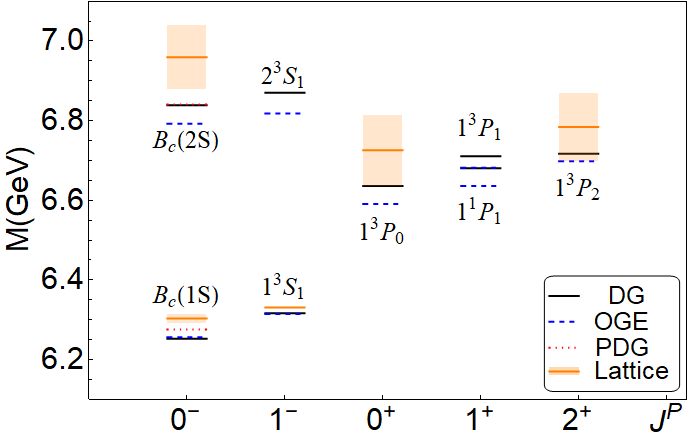 M(GeV)
7.0
6.8
6.6
6.4
6.2
B_c(2S)
2^3S_1
1^3P_0
1^3P_1
1^1P_1
1^3P_2
B_c(1S)
1^3S_1
DG
OGE
PDG
Lattice
0⁻ 1⁻ 0⁺ 1⁺ 2⁺ J^P